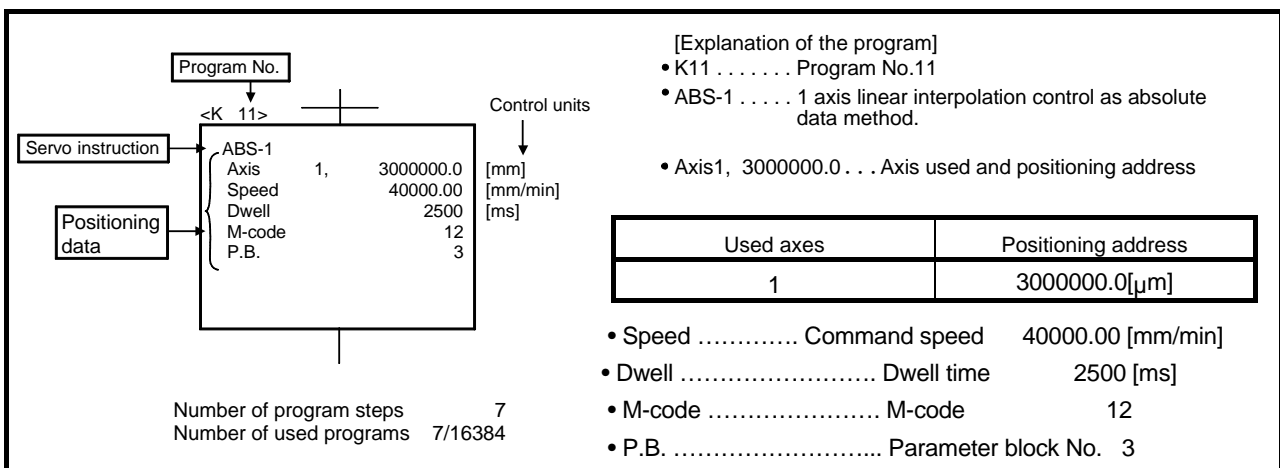 Program No.
<K 11>
Control units
Servo instruction
ABS-1
Axis 1, 3000000.0 [mm]
Speed 40000.00 [mm/min]
Dwell 2500 [ms]
M-code 12
P.B. 3
Positioning
data
Number of program steps 7
Number of used programs 7/16384
[Explanation of the program]
• K11 . . . . . . . Program No.11
• ABS-1 . . . . . 1 axis linear interpolation control as absolute
data method.
• Axis1, 3000000.0 . . . Axis used and positioning address
Used axes Positioning address
1 3000000.0[μm]
• Speed …………. Command speed 40000.00 [mm/min]
• Dwell ……………………. Dwell time 2500 [ms]
• M-code …………………. M-code 12
• P.B. ……………………... Parameter block No. 3